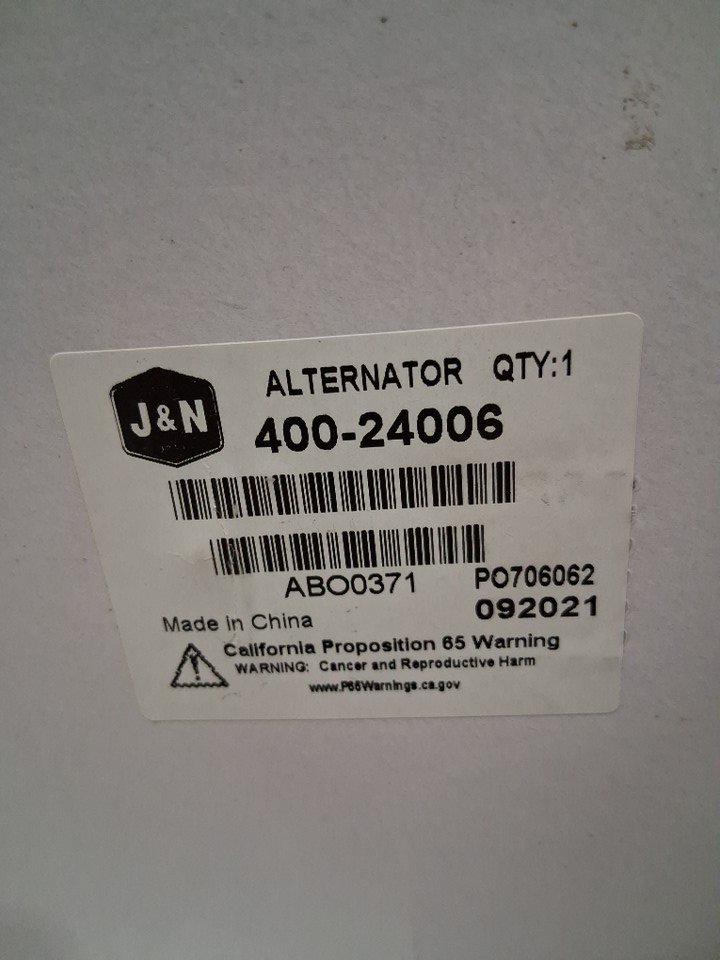 J&N
ALTERNATOR QTY:1
400-24006
ABO0371
PO706062
092021
Made in China
California Proposition 65 Warning
WARNING: Cancer and Reproductive Harm
www.P65Warnings.ca.gov